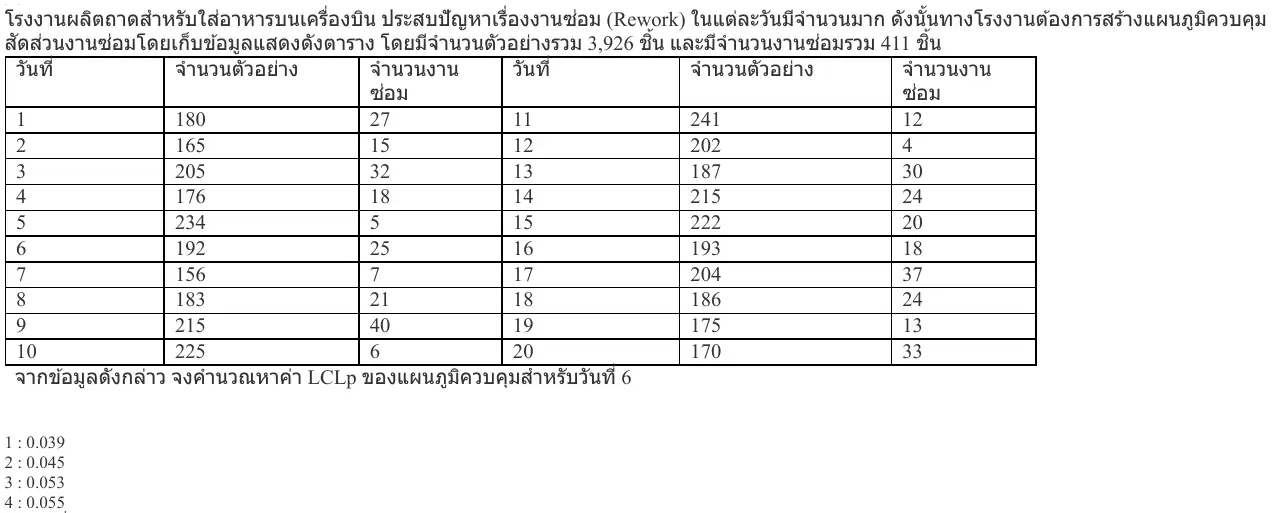 โรงงานผลิตถาดสำหรับใส่อาหารบนเครื่องบิน ประสบปัญหาเรื่องงานซ่อม (Rework) ในแต่ละวันมีจำนวนมาก ดังนั้นทางโรงงานต้องการสร้างแผนภูมิควบคุม
สัดส่วนงานซ่อมโดยเก็บข้อมูลแสดงดังตาราง โดยมีจำนวนตัวอย่างรวม 3,926 ชิ้น และมีจำนวนงานซ่อมรวม 411 ชิ้น
วันที่ จำนวนตัวอย่าง จำนวนงาน วันที่ จำนวนตัวอย่าง จำนวนงาน
ซ่อม ซ่อม
1 180 27 11 241 12
2 165 15 12 202 4
3 205 32 13 187 30
4 176 18 14 215 24
5 234 5 15 222 20
6 192 25 16 193 18
7 156 7 17 204 37
8 183 21 18 186 24
9 215 40 19 175 13
10 225 6 20 170 33
จากข้อมูลดังกล่าว จงคำนวณหาค่า LCLp ของแผนภูมิควบคุมสำหรับวันที่ 6
1 : 0.039
2 : 0.045
3 : 0.053
4 : 0.055